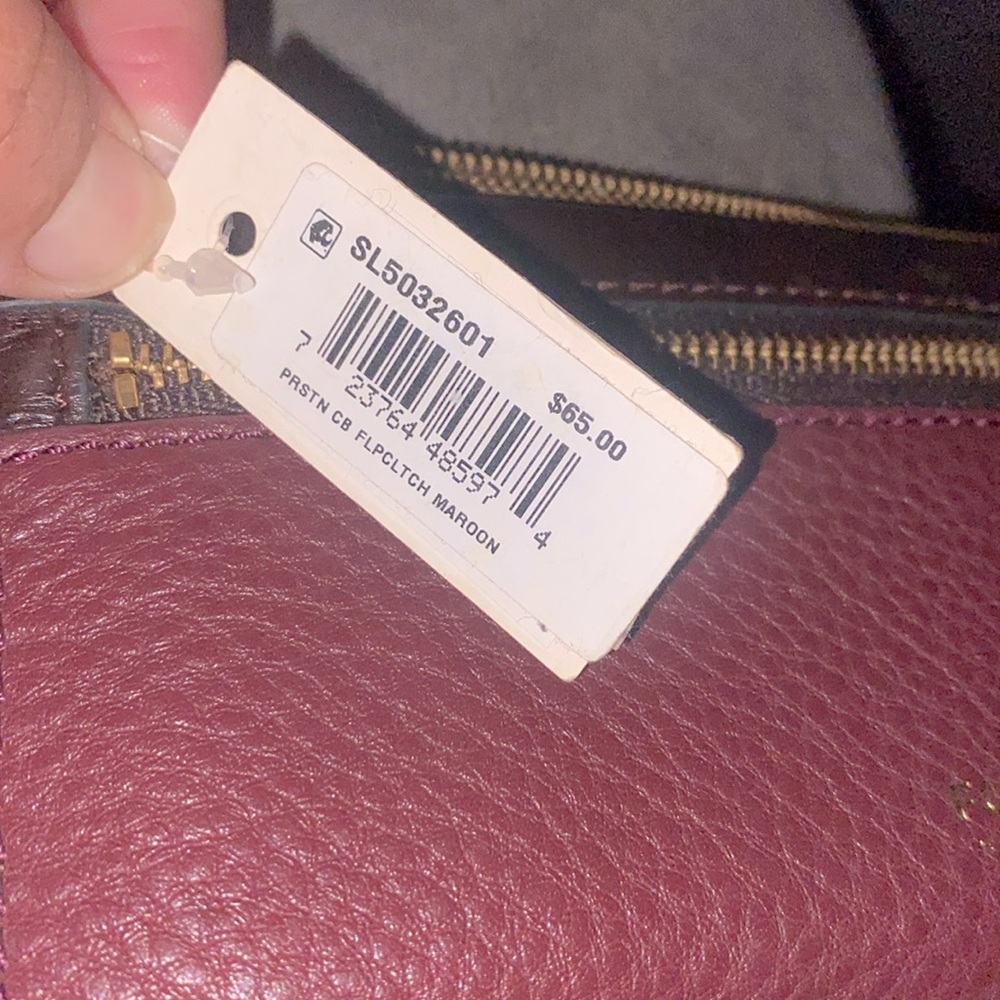 SL5032601
$65.00
7 23764 48597 4
PRSTN CB FLPCLTCH MAROON